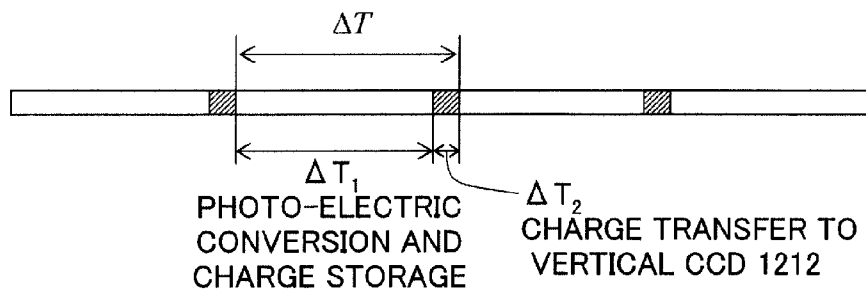 ΔT
ΔT₁
PHOTO-ELECTRIC
CONVERSION AND
CHARGE STORAGE
ΔT₂
CHARGE TRANSFER TO
VERTICAL CCD 1212